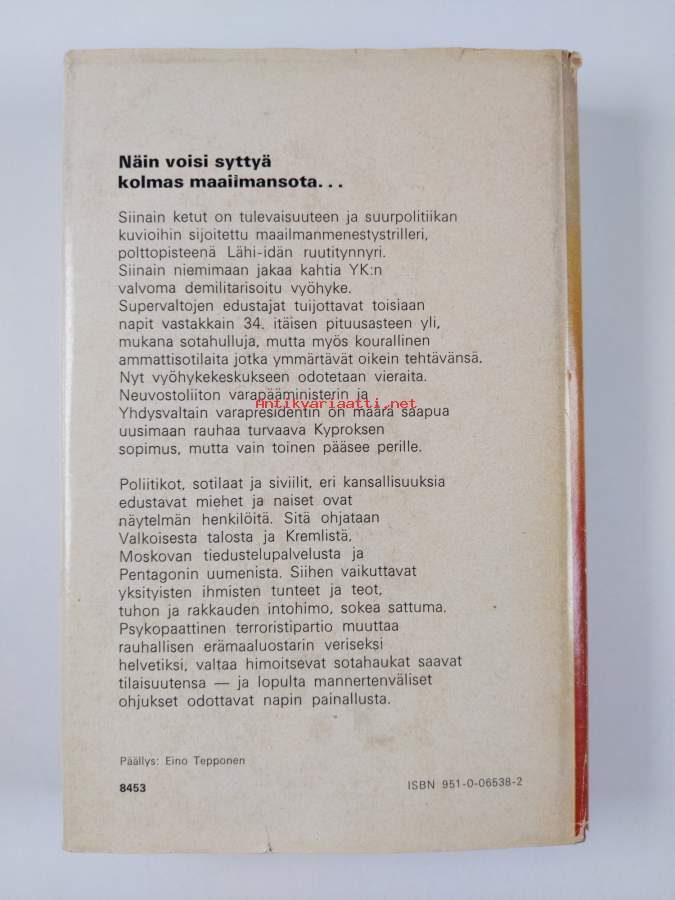 Näin voisi syttyä
kolmas maailmansota...
Siinain ketut on tulevaisuuteen ja suurpolitiikan
kuvioihin sijoitettu maailmanmenestystrilleri,
polttopisteenä Lähi-idän ruutitynnyri.
Siinain niemimaan jakaa kahtia YK:n
valvoma demilitarisoitu vyöhyke.
Supervaltojen edustajat tuijottavat toisiaan
napit vastakkain 34. itäisen pituusasteen yli,
mukana sotahulluja, mutta myös kourallinen
ammattisotilaita jotka ymmärtävät oikein tehtävänsä.
Nyt vyöhykekeskukseen odotetaan vieraita.
Neuvostoliiton varapääministerin ja
Antikvariaatti.net
Yhdysvaltain varapresidentin on määrä saapua
uusimaan rauhaa turvaava Kyproksen
sopimus, mutta vain toinen pääsee perille.
Poliitikot, sotilaat ja siviilit, eri kansallisuuksia
edustavat miehet ja naiset ovat
näytelmän henkilöitä. Sitä ohjataan
Valkoisesta talosta ja Kremlistä,
Moskovan tiedustelupalvelusta ja
Pentagonin uumenista. Siihen vaikuttavat
yksityisten ihmisten tunteet ja teot,
tuhon ja rakkauden intohimo, sokea sattuma.
Psykopaattinen terroristipartio muuttaa
rauhallisen erämaaluostarin veriseksi
helvetiksi, valtaa himoitsevat sotahaukat saavat
tilaisuutensa — ja lopulta mannertenväliset
ohjukset odottavat napin painallusta.
Päällys: Eino Tepponen
8453
ISBN 951-0-06538-2